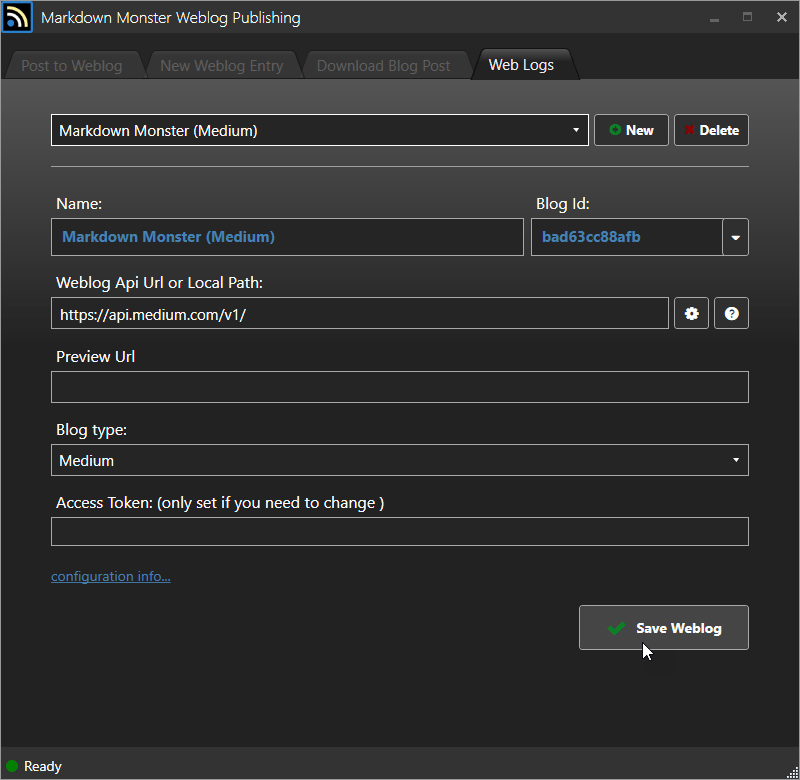 Markdown Monster Weblog Publishing
Post to Weblog New Weblog Entry Download Blog Post Web Logs
Markdown Monster (Medium) New Delete
Name: Blog Id:
Markdown Monster (Medium) bad63cc88afb
Weblog Api Url or Local Path:
https://api.medium.com/v1/
Preview Url
Blog type:
Medium
Access Token: (only set if you need to change )
configuration info...
Save Weblog
Ready